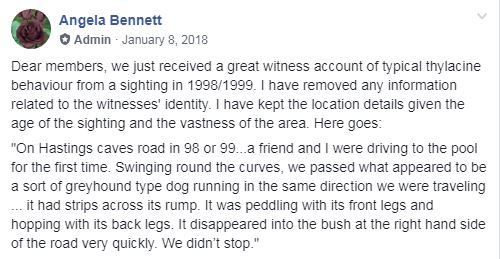 Angela Bennett
Admin · January 8, 2018
Dear members, we just received a great witness account of typical thylacine
behaviour from a sighting in 1998/1999. I have removed any information
related to the witnesses' identity. I have kept the location details given the
age of the sighting and the vastness of the area. Here goes:
"On Hastings caves road in 98 or 99...a friend and I were driving to the pool
for the first time. Swinging round the curves, we passed what appeared to be
a sort of greyhound type dog running in the same direction we were traveling
... it had strips across its rump. It was peddling with its front legs and
hopping with its back legs. It disappeared into the bush at the right hand side
of the road very quickly. We didn't stop."